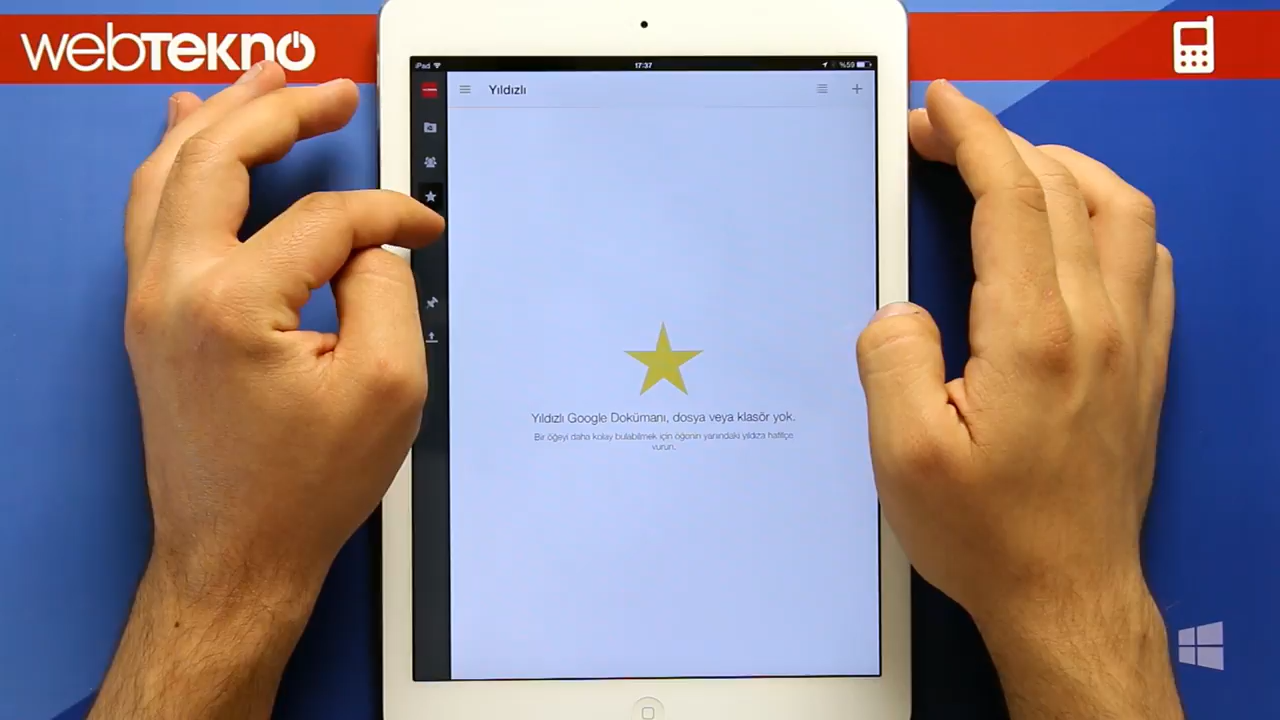 webTEKNO
iPad 17:37 %59
Yıldızlı
Yıldızlı Google Dokümanı, dosya veya klasör yok.
Bir öğeyi daha kolay bulabilmek için öğenin yanındaki yıldıza hafifçe
vurun.